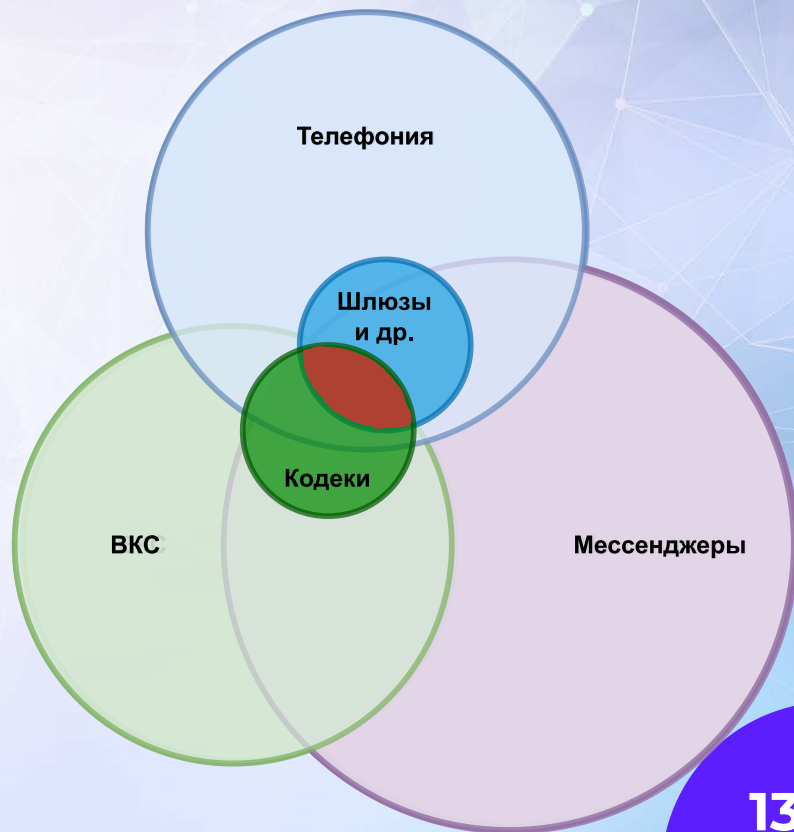 Телефония
Шлюзы
и др.
Кодеки
ВКС
Мессенджеры
13